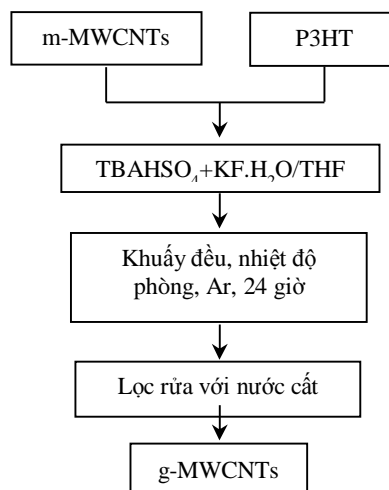 m-MWCNTs
P3HT
TBAHSO₄+KF.H₂O/THF
Khuấy đều, nhiệt độ
phòng, Ar, 24 giờ
Lọc rửa với nước cất
g-MWCNTs